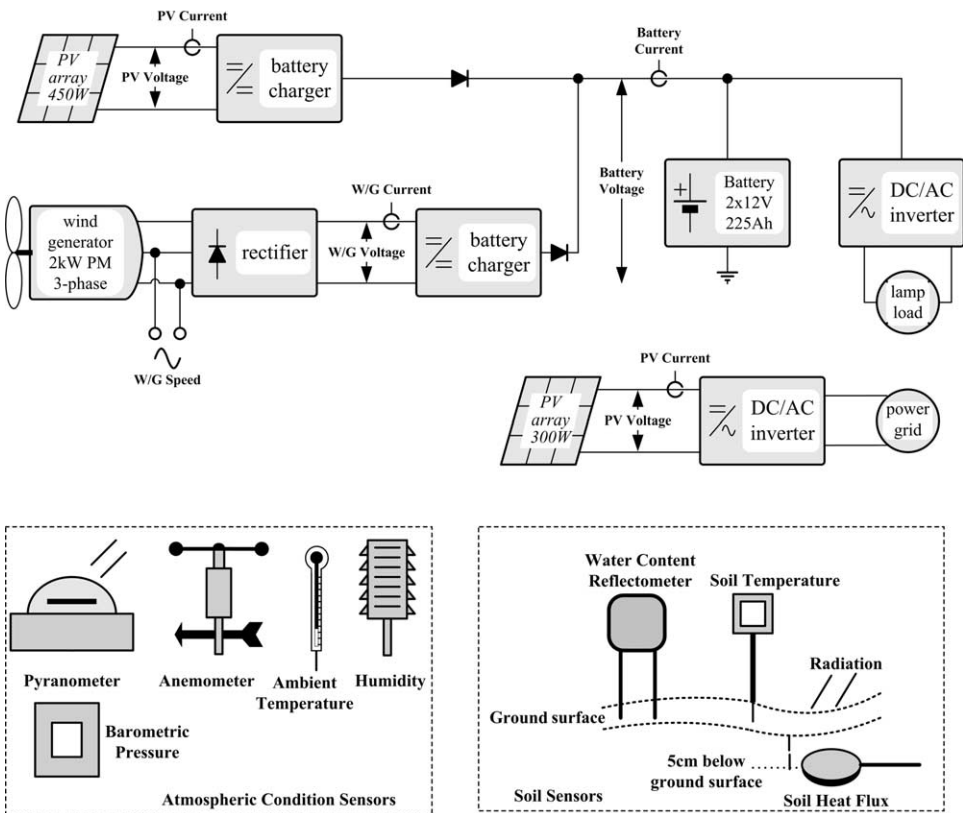 PV Current
PV
array
450W
PV Voltage
battery
charger
Battery
Current
Battery
Voltage
Battery
2x12V
225Ah
DC/AC
inverter
lamp
load
wind
generator
2kW PM
3-phase
rectifier
W/G Current
W/G Voltage
battery
charger
W/G Speed
PV Current
PV
array
300W
PV Voltage
DC/AC
inverter
power
grid
Pyranometer
Anemometer
Ambient
Temperature
Humidity
Barometric
Pressure
Atmospheric Condition Sensors
Water Content
Reflectometer
Soil Temperature
Radiation
Ground surface
5cm below
ground surface
Soil Sensors
Soil Heat Flux